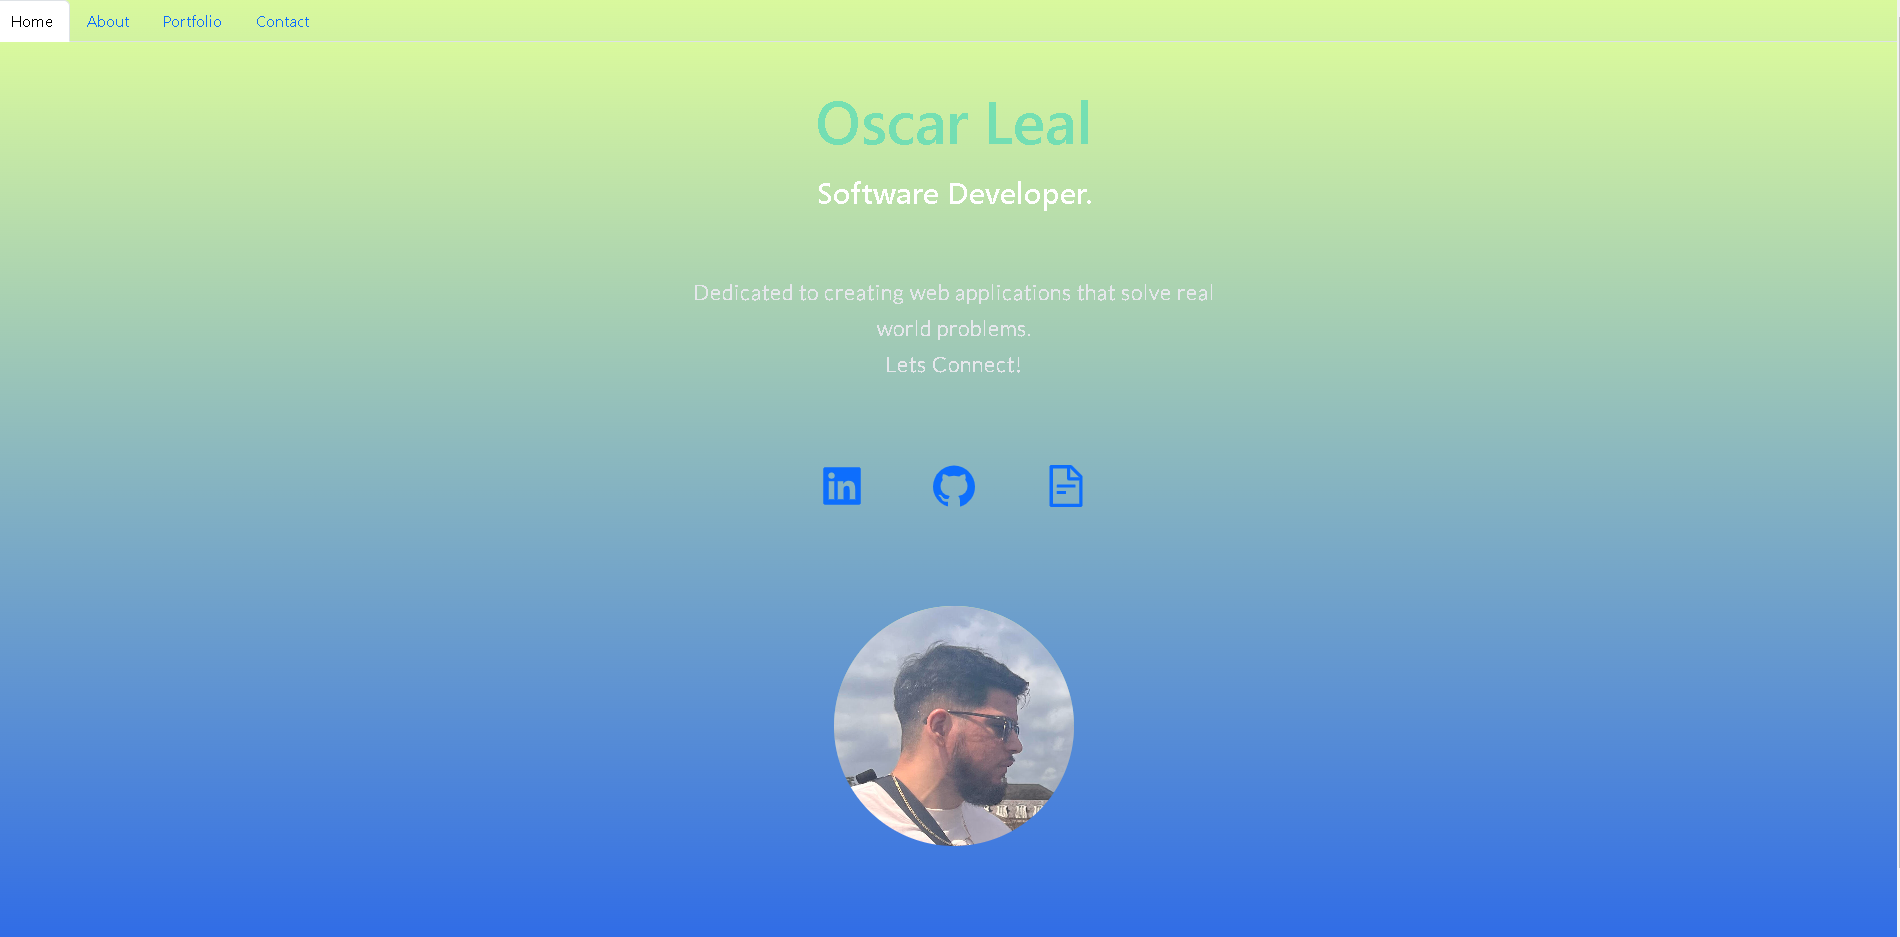 Home About Portfolio Contact
Oscar Leal
Software Developer.
Dedicated to creating web applications that solve real
world problems.
Lets Connect!
in